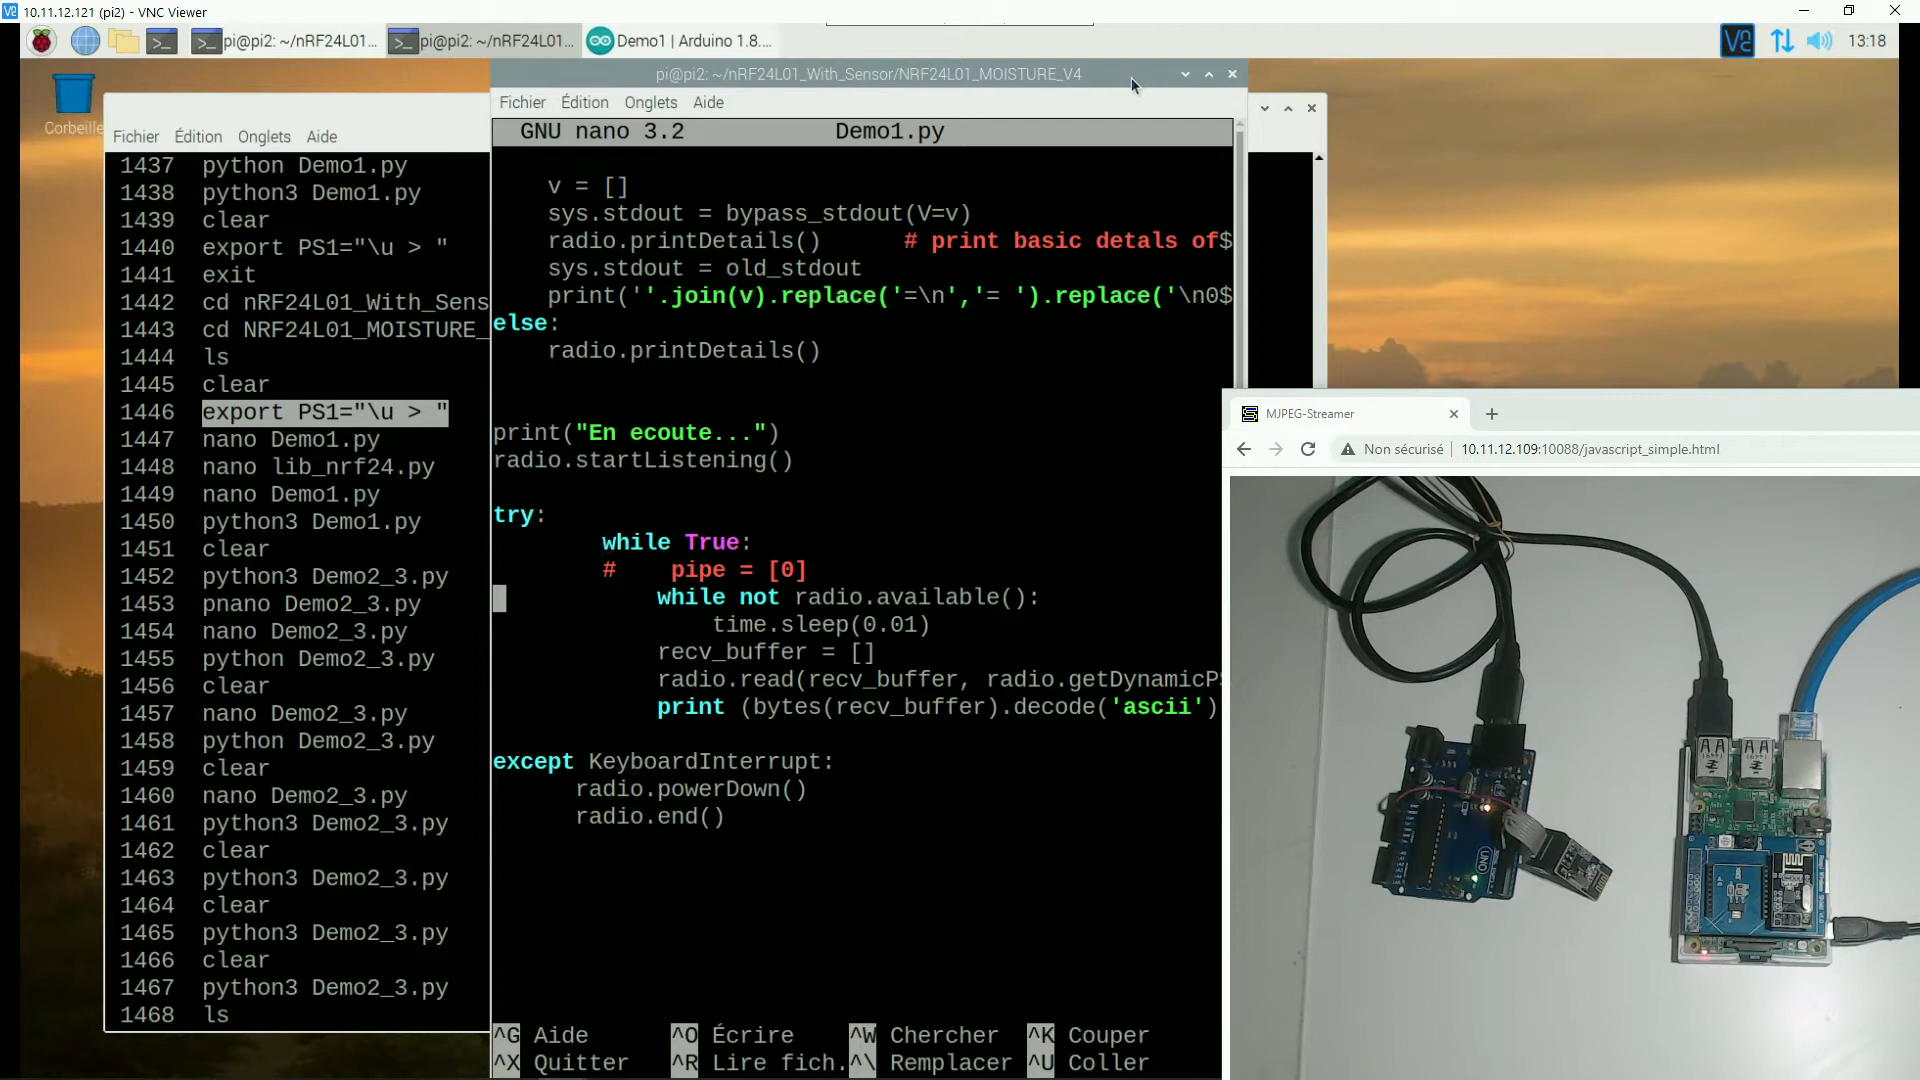 10.11.12.121 (pi2) - VNC Viewer
pi@pi2: ~/nRF24L01...
pi@pi2: ~/nRF24L01...
Demo1 | Arduino 1.8....
13:18
Corbeille
Fichier Édition Onglets Aide
1437 python Demo1.py
1438 python3 Demo1.py
1439 clear
1440 export PS1="\u > "
1441 exit
1442 cd nRF24L01_With_Sens
1443 cd NRF24L01_MOISTURE_
1444 ls
1445 clear
1446 export PS1="\u > "
1447 nano Demo1.py
1448 nano lib_nrf24.py
1449 nano Demo1.py
1450 python3 Demo1.py
1451 clear
1452 python3 Demo2_3.py
1453 pnano Demo2_3.py
1454 nano Demo2_3.py
1455 python Demo2_3.py
1456 clear
1457 nano Demo2_3.py
1458 python Demo2_3.py
1459 clear
1460 nano Demo2_3.py
1461 python3 Demo2_3.py
1462 clear
1463 python3 Demo2_3.py
1464 clear
1465 python3 Demo2_3.py
1466 clear
1467 python3 Demo2_3.py
1468 ls
pi@pi2: ~/nRF24L01_With_Sensor/NRF24L01_MOISTURE_V4
Fichier Édition Onglets Aide
GNU nano 3.2 Demo1.py
v = []
sys.stdout = bypass_stdout(V=v)
radio.printDetails() # print basic detals of$
sys.stdout = old_stdout
print(''.join(v).replace('=\n','= ').replace('\n0$
else:
radio.printDetails()
print("En ecoute...")
radio.startListening()
try:
while True:
# pipe = [0]
while not radio.available():
time.sleep(0.01)
recv_buffer = []
radio.read(recv_buffer, radio.getDynamicP
print (bytes(recv_buffer).decode('ascii')
except KeyboardInterrupt:
radio.powerDown()
radio.end()
^G Aide ^O Écrire ^W Chercher ^K Couper
^X Quitter ^R Lire fich. ^\ Remplacer ^U Coller
MJPEG-Streamer
Non sécurisé 10.11.12.109:10088/javascript_simple.html
UNO